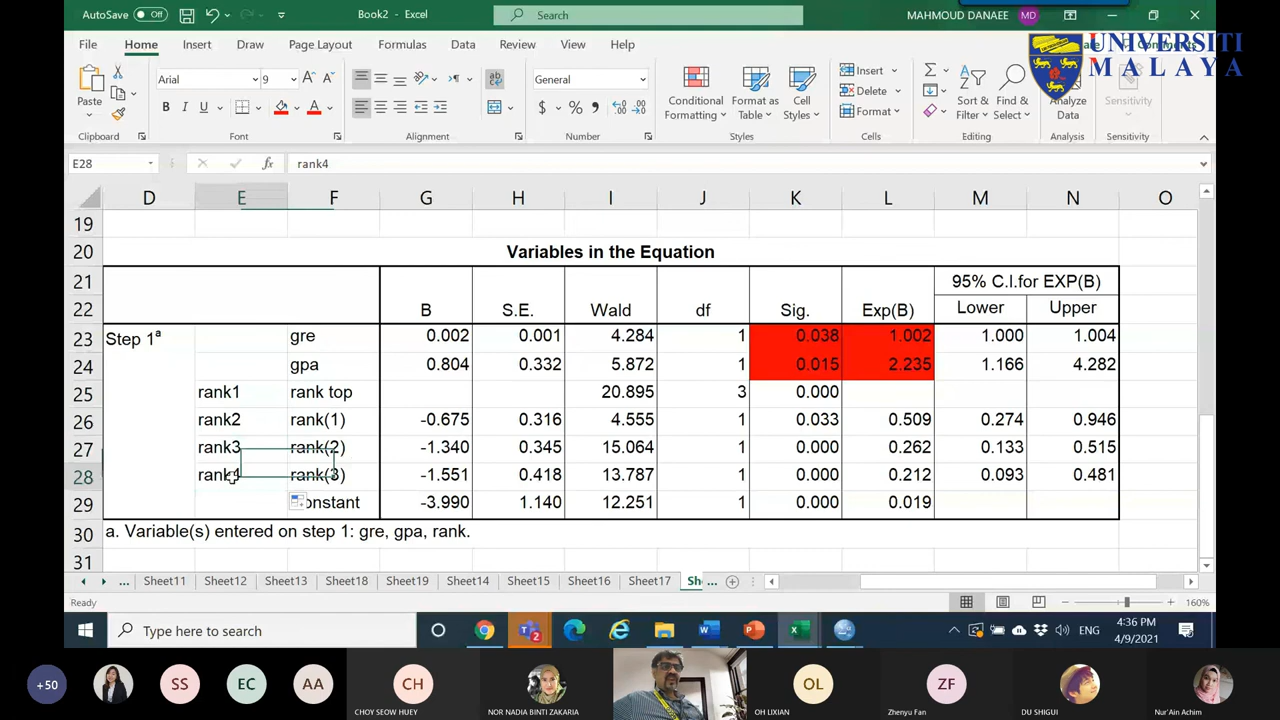 AutoSave Off Book2 - Excel Search MAHMOUD DANAEE MD
File Home Insert Draw Page Layout Formulas Data Review View Help
UNIVERSITI
MALAYA
Arial 9 General Insert Delete Format
Paste Conditional Formatting Format as Table Cell Styles Sort & Filter Find & Select Analyze Data Sensitivity
Clipboard Font Alignment Number Styles Cells Editing Analysis Sensitivity
E28 fx rank4
D E F G H I J K L M N O
19
20 Variables in the Equation
21 95% C.I.for EXP(B)
22 B S.E. Wald df Sig. Exp(B) Lower Upper
23 Step 1a gre 0.002 0.001 4.284 1 0.038 1.002 1.000 1.004
24 gpa 0.804 0.332 5.872 1 0.015 2.235 1.166 4.282
25 rank1 rank top 20.895 3 0.000
26 rank2 rank(1) -0.675 0.316 4.555 1 0.033 0.509 0.274 0.946
27 rank3 rank(2) -1.340 0.345 15.064 1 0.000 0.262 0.133 0.515
28 rank4 rank(3) -1.551 0.418 13.787 1 0.000 0.212 0.093 0.481
29 onstant -3.990 1.140 12.251 1 0.000 0.019
30 a. Variable(s) entered on step 1: gre, gpa, rank.
31
... Sheet11 Sheet12 Sheet13 Sheet18 Sheet19 Sheet14 Sheet15 Sheet16 Sheet17 Sh ...
Ready 160%
Type here to search ENG 4:36 PM
4/9/2021
+50 SS EC AA CH OL ZF
CHOY SEOW HUEY NOR NADIA BINTI ZAKARIA OH LIXIAN Zhenyu Fan DU SHIGUI Nur'Ain Achim